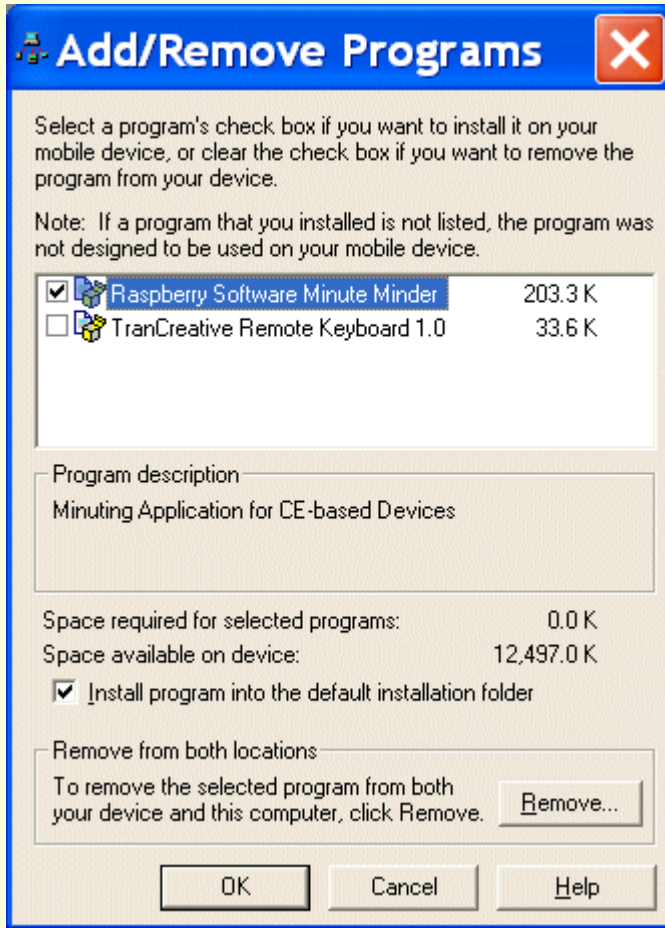 Add/Remove Programs
Select a program's check box if you want to install it on your
mobile device, or clear the check box if you want to remove the
program from your device.
Note: If a program that you installed is not listed, the program was
not designed to be used on your mobile device.
Raspberry Software Minute Minder 203.3 K
TranCreative Remote Keyboard 1.0 33.6 K
Program description
Minuting Application for CE-based Devices
Space required for selected programs: 0.0 K
Space available on device: 12,497.0 K
Install program into the default installation folder
Remove from both locations
To remove the selected program from both
your device and this computer, click Remove.
Remove...
OK Cancel Help